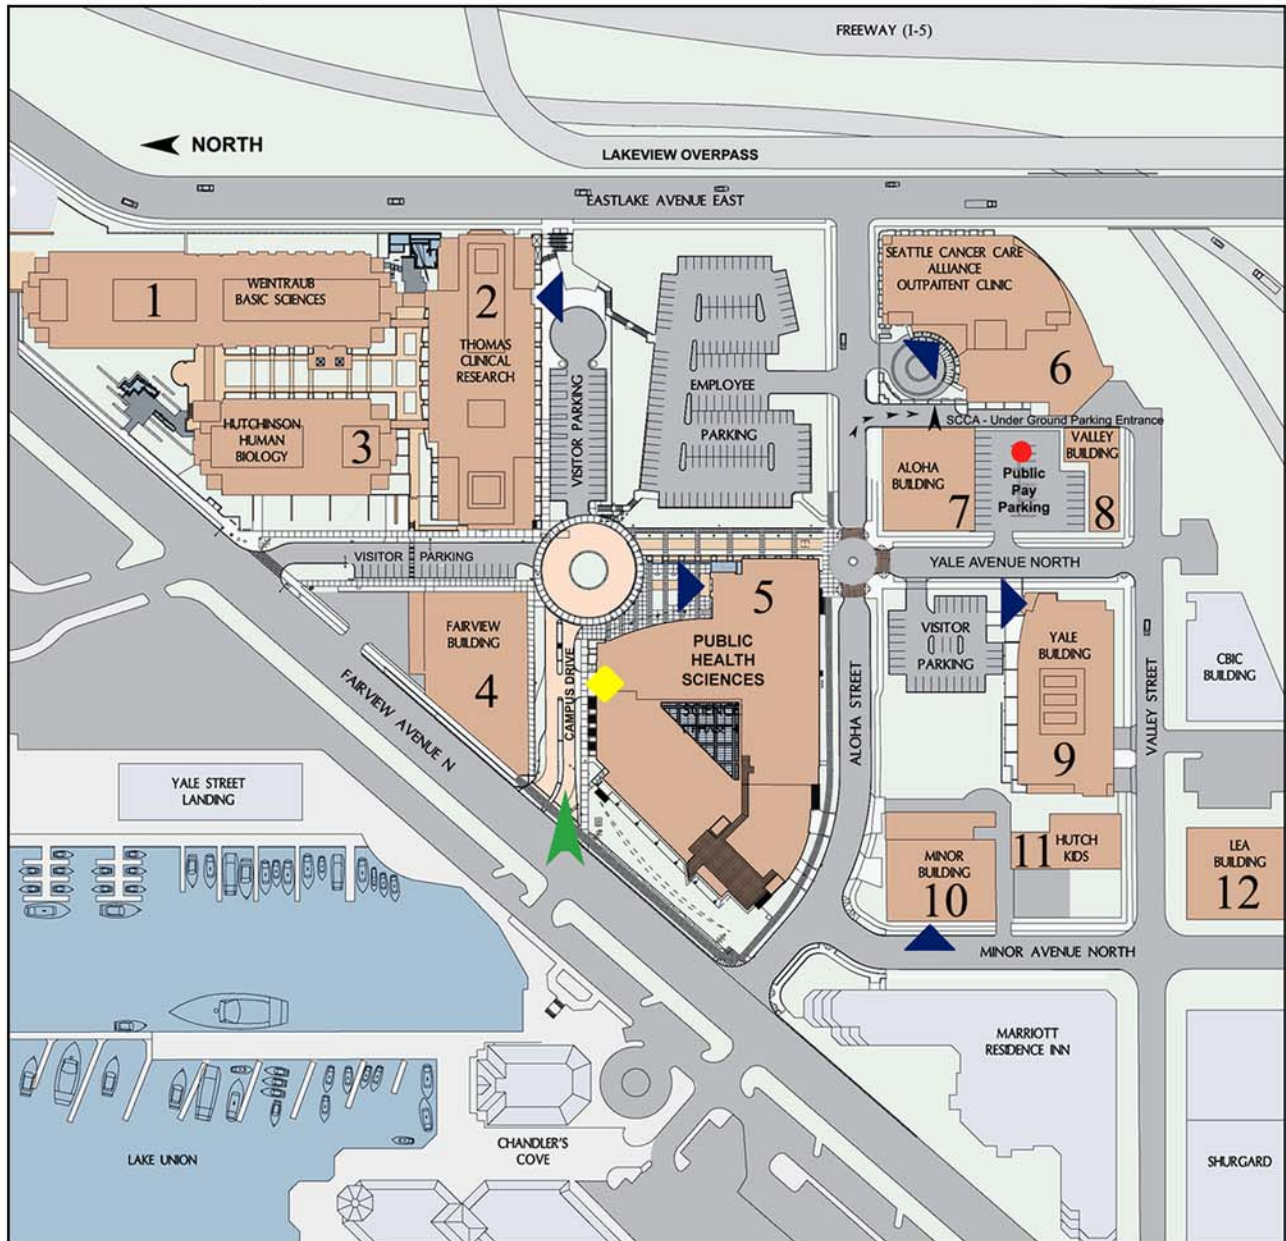 FREEWAY (I-5)
NORTH
LAKEVIEW OVERPASS
EASTLAKE AVENUE EAST
SEATTLE CANCER CARE
ALLIANCE
OUTPAITENT CLINIC
WEINTRAUB
BASIC SCIENCES
1
2
THOMAS
CLINICAL
RESEARCH
VISITOR PARKING
EMPLOYEE
PARKING
6
SCCA - Under Ground Parking Entrance
HUTCHINSON
HUMAN
BIOLOGY
3
ALOHA
BUILDING
7
Public
Pay
Parking
VALLEY
BUILDING
8
VISITOR PARKING
YALE AVENUE NORTH
5
PUBLIC
HEALTH
SCIENCES
FAIRVIEW
BUILDING
4
CAMPUS DRIVE
FAIRVIEW AVENUE N
ALOHA STREET
VISITOR
PARKING
YALE
BUILDING
9
VALLEY STREET
CBIC
BUILDING
YALE STREET
LANDING
MINOR
BUILDING
10
11
HUTCH
KIDS
LEA
BUILDING
12
MINOR AVENUE NORTH
MARRIOTT
RESIDENCE INN
CHANDLER'S
COVE
LAKE UNION
SHURGARD